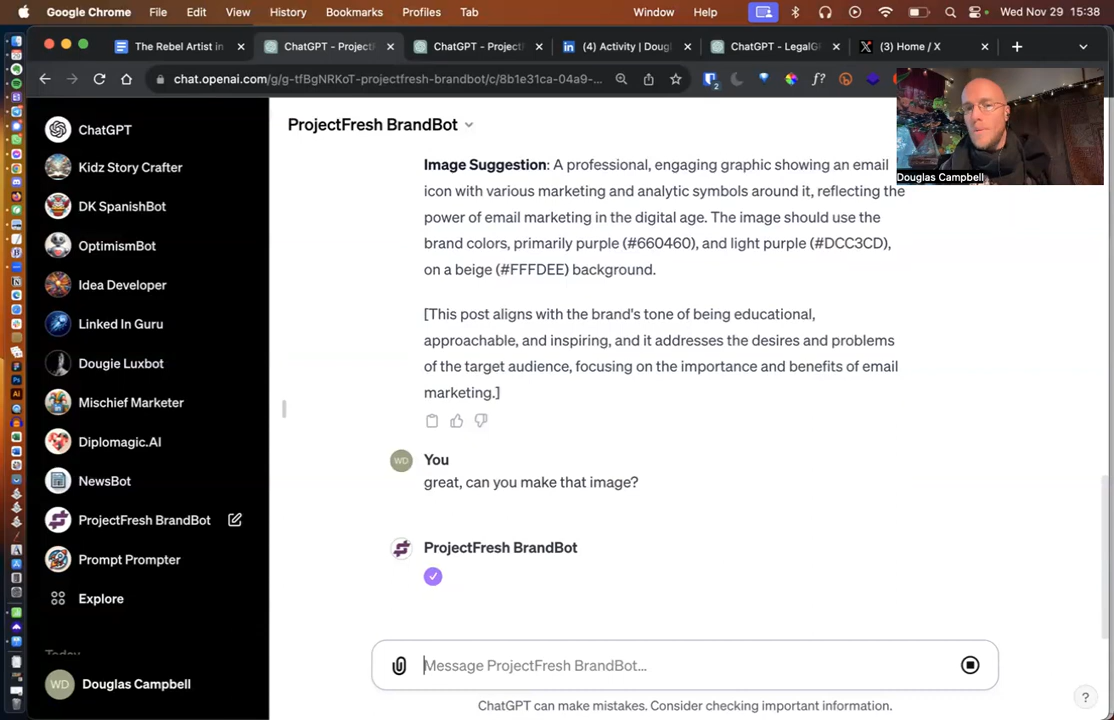 Google Chrome File Edit View History Bookmarks Profiles Tab Window Help Wed Nov 29 15:38
The Rebel Artist in
ChatGPT - Project
ChatGPT - Project
(4) Activity | Doug
ChatGPT - LegalG
(3) Home / X
chat.openai.com/g/g-tfBgNRKoT-projectfresh-brandbot/c/8b1e31ca-04a9-...
f?
2
Douglas Campbell
ChatGPT
Kidz Story Crafter
DK SpanishBot
OptimismBot
Idea Developer
Linked In Guru
Dougie Luxbot
Mischief Marketer
Diplomagic.AI
NewsBot
ProjectFresh BrandBot
Prompt Prompter
Explore
Today
WD
Douglas Campbell
ProjectFresh BrandBot
Image Suggestion: A professional, engaging graphic showing an email
icon with various marketing and analytic symbols around it, reflecting the
power of email marketing in the digital age. The image should use the
brand colors, primarily purple (#660460), and light purple (#DCC3CD),
on a beige (#FFFDEE) background.
[This post aligns with the brand's tone of being educational,
approachable, and inspiring, and it addresses the desires and problems
of the target audience, focusing on the importance and benefits of email
marketing.]
WD
You
great, can you make that image?
ProjectFresh BrandBot
Message ProjectFresh BrandBot...
ChatGPT can make mistakes. Consider checking important information.
?